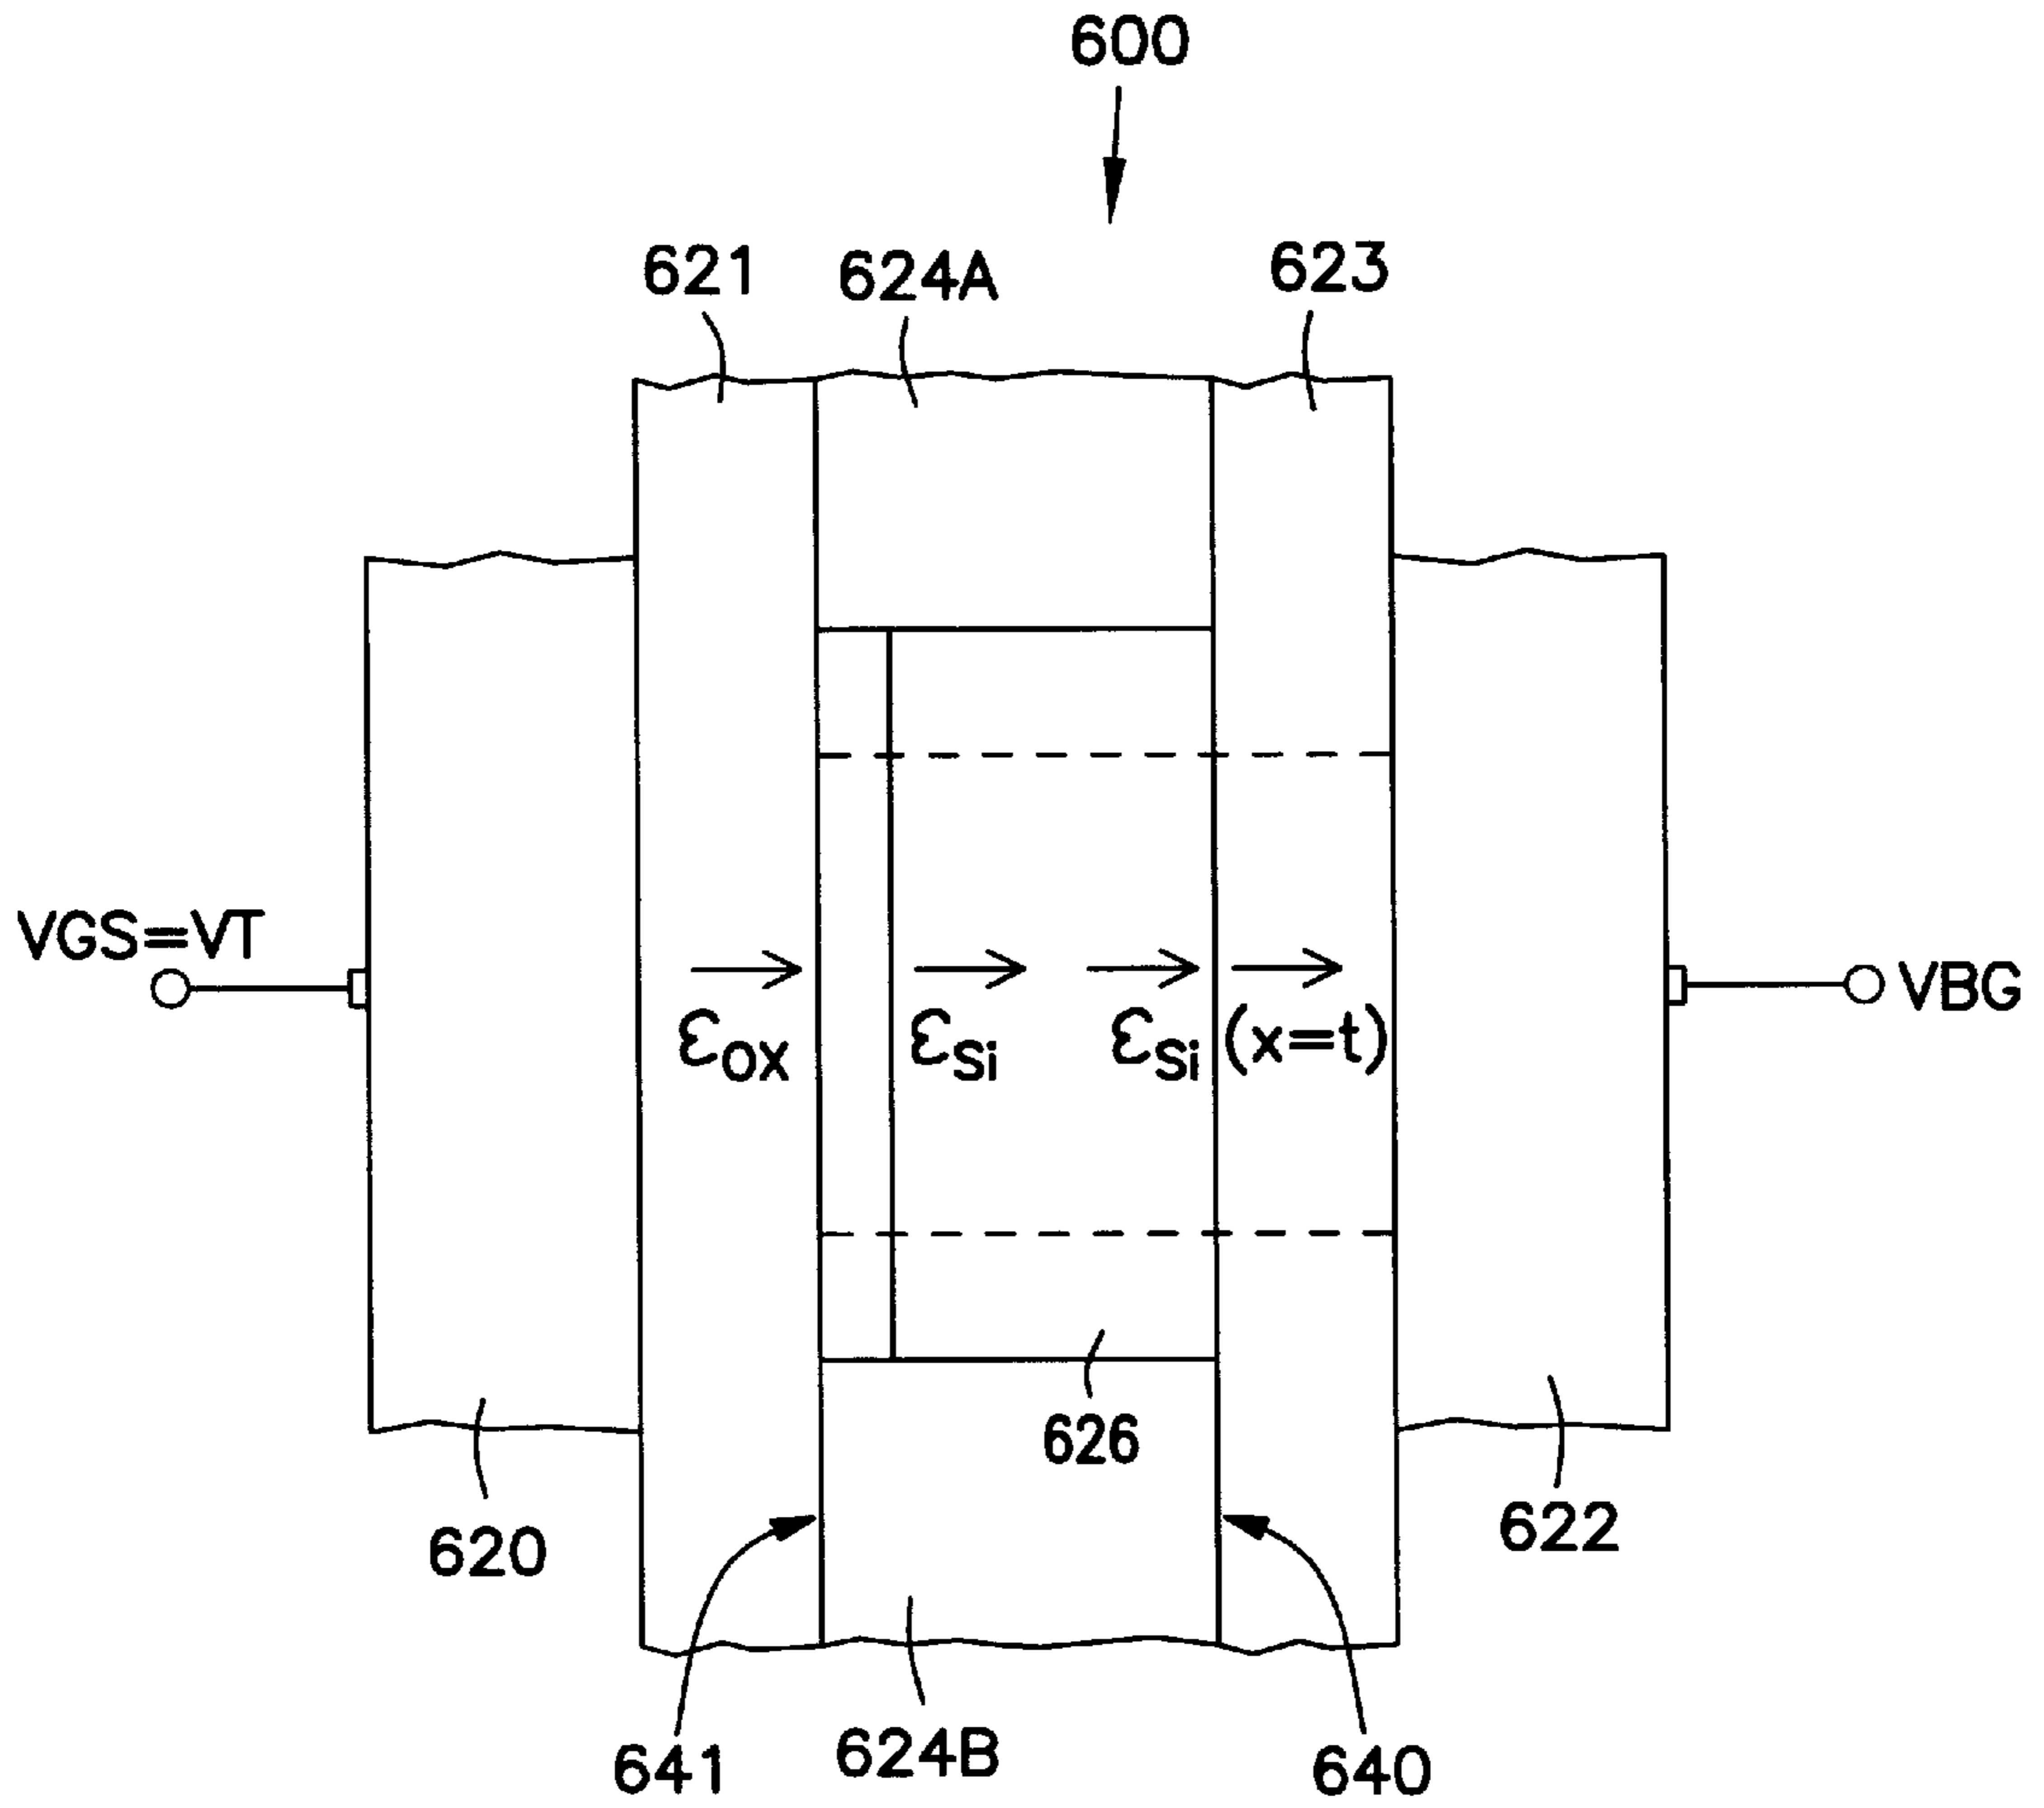 600
621
624A
623
VGS=VT
VBG
εOX
εSi
εSi (x=t)
626
620
622
641
624B
640